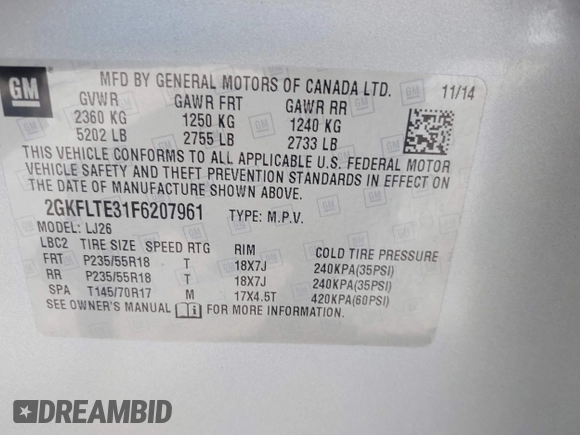 GM
MFD BY GENERAL MOTORS OF CANADA LTD.
11/14
GVWR GAWR FRT GAWR RR
2360 KG 1250 KG 1240 KG
5202 LB 2755 LB 2733 LB
THIS VEHICLE CONFORMS TO ALL APPLICABLE U.S. FEDERAL MOTOR
VEHICLE SAFETY AND THEFT PREVENTION STANDARDS IN EFFECT ON
THE DATE OF MANUFACTURE SHOWN ABOVE.
2GKFLTE31F6207961 TYPE: M.P.V.
MODEL: LJ26
LBC2 TIRE SIZE SPEED RTG RIM COLD TIRE PRESSURE
FRT P235/55R18 T 18X7J 240KPA(35PSI)
RR P235/55R18 T 18X7J 240KPA(35PSI)
SPA T145/70R17 M 17X4.5T 420KPA(60PSI)
SEE OWNER'S MANUAL FOR MORE INFORMATION.
DREAMBID